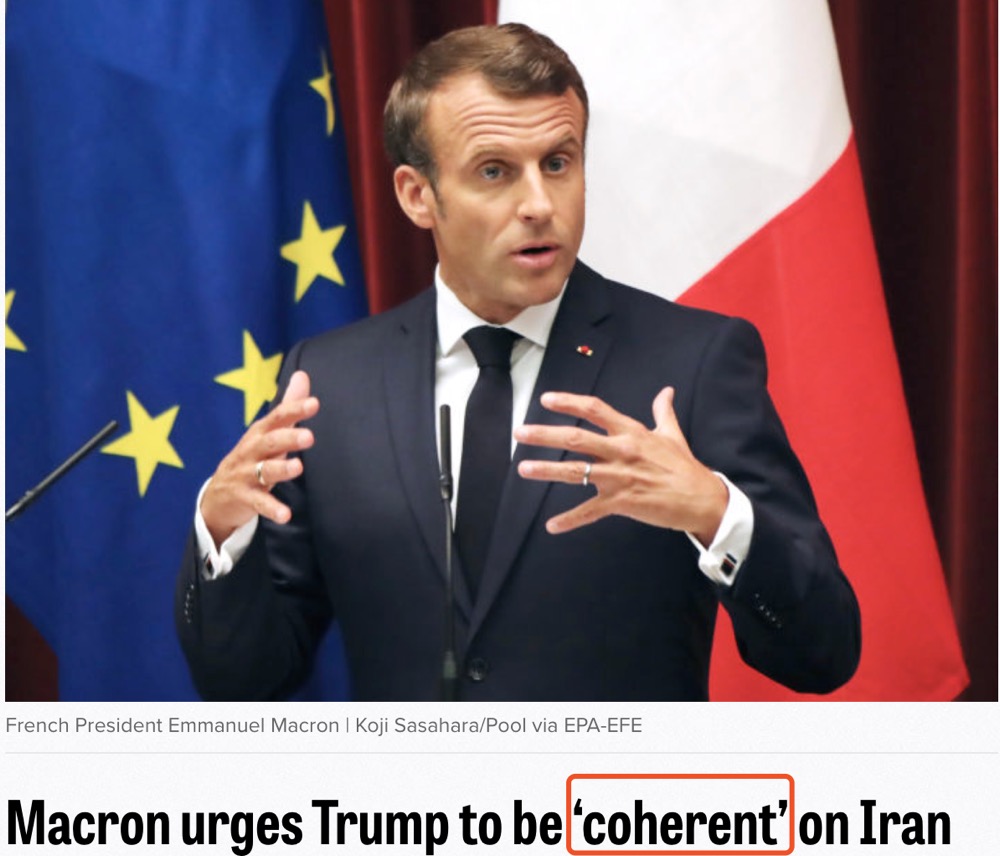 French President Emmanuel Macron | Koji Sasahara/Pool via EPA-EFE
Macron urges Trump to be ‘coherent’ on Iran